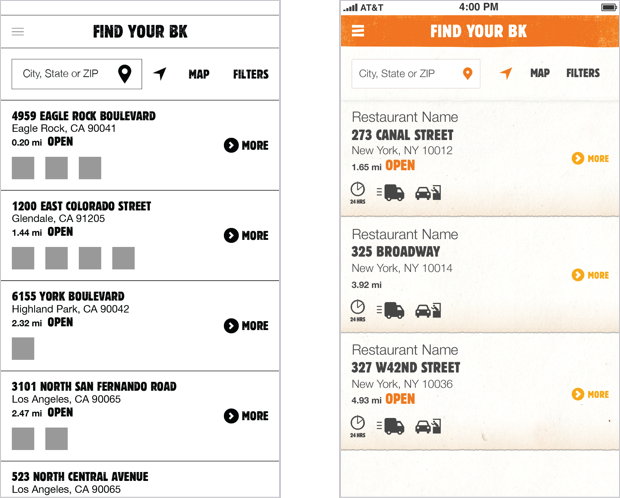 FIND YOUR BK
City, State or ZIP
MAP
FILTERS
4959 EAGLE ROCK BOULEVARD
Eagle Rock, CA 90041
0.20 mi OPEN
MORE
1200 EAST COLORADO STREET
Glendale, CA 91205
1.44 mi OPEN
MORE
6155 YORK BOULEVARD
Highland Park, CA 90042
2.32 mi OPEN
MORE
3101 NORTH SAN FERNANDO ROAD
Los Angeles, CA 90065
2.47 mi OPEN
MORE
523 NORTH CENTRAL AVENUE
Los Angeles, CA 90065
AT&T 4:00 PM
FIND YOUR BK
City, State or ZIP
MAP
FILTERS
Restaurant Name
273 CANAL STREET
New York, NY 10012
1.65 mi OPEN
MORE
24 HRS
Restaurant Name
325 BROADWAY
New York, NY 10014
3.92 mi
MORE
24 HRS
Restaurant Name
327 W42ND STREET
New York, NY 10036
4.93 mi OPEN
MORE
24 HRS